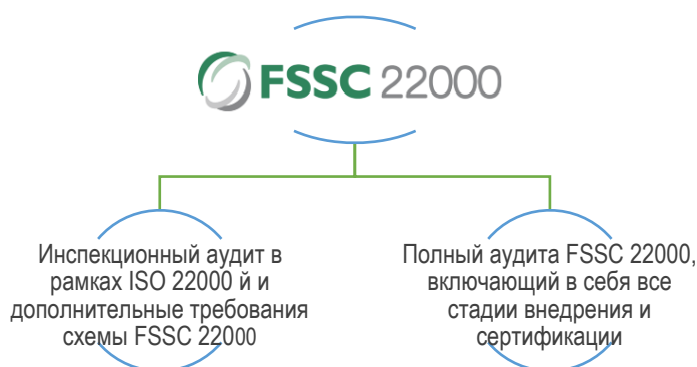 FSSC 22000
Инспекционный аудит в
рамках ISO 22000 й и
дополнительные требования
схемы FSSC 22000
Полный аудита FSSC 22000,
включающий в себя все
стадии внедрения и
сертификации